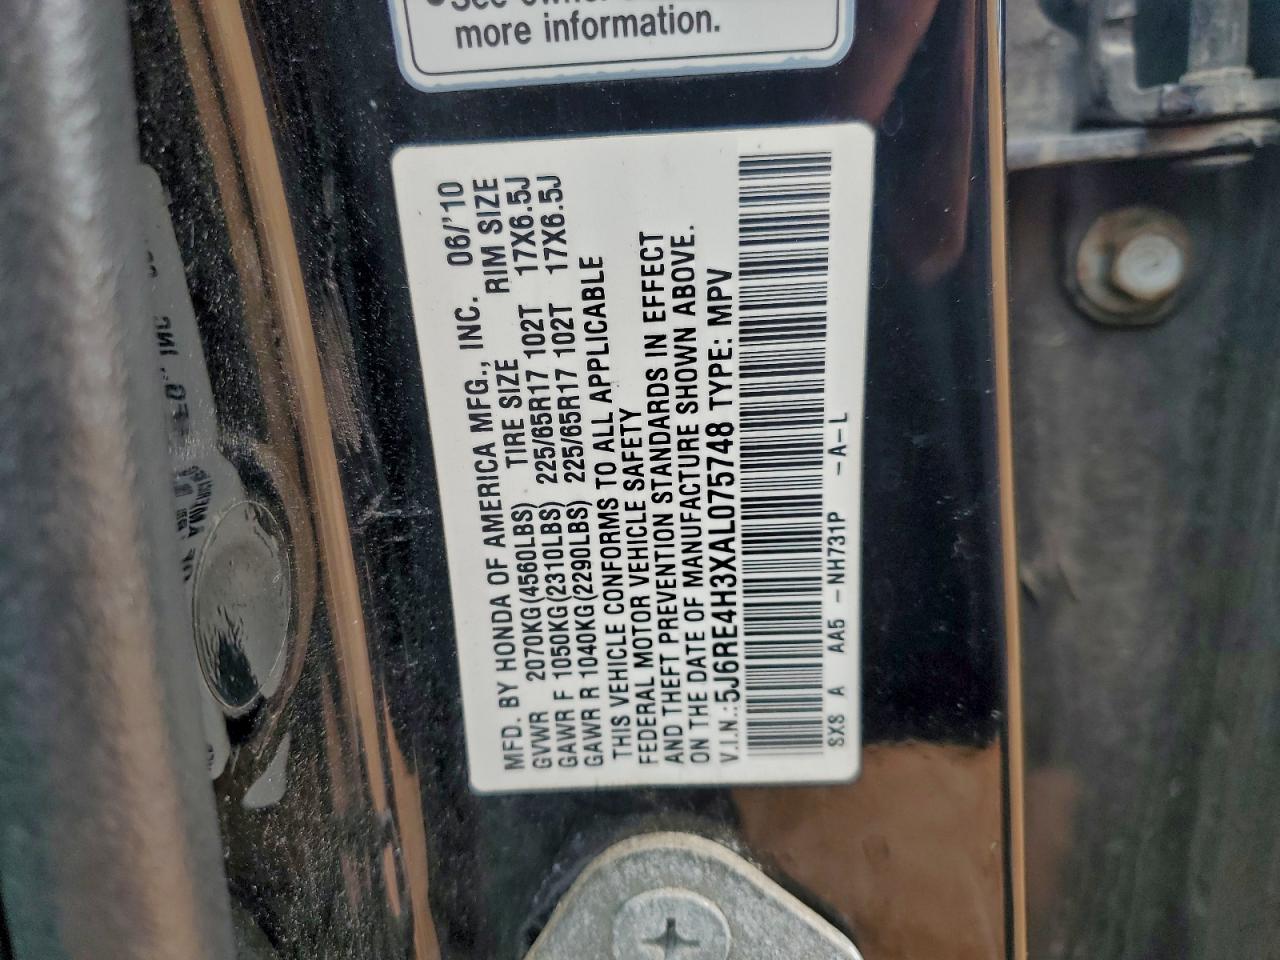 more information.
MFD. BY HONDA OF AMERICA MFG., INC. 06/'10
GVWR 2070KG(4560LBS) TIRE SIZE RIM SIZE
GAWR F 1050KG(2310LBS) 225/65R17 102T 17X6.5J
GAWR R 1040KG(2290LBS) 225/65R17 102T 17X6.5J
THIS VEHICLE CONFORMS TO ALL APPLICABLE
FEDERAL MOTOR VEHICLE SAFETY
AND THEFT PREVENTION STANDARDS IN EFFECT
ON THE DATE OF MANUFACTURE SHOWN ABOVE.
V.I.N.: 5J6RE4H3XAL075748 TYPE: MPV
SX8 A AA5 -NH731P -A-L